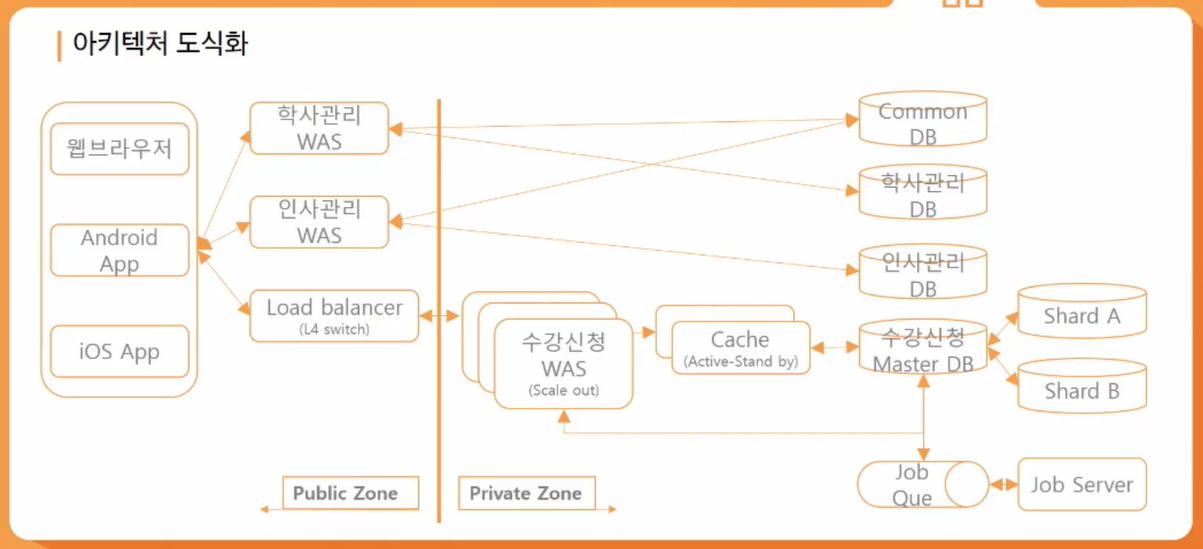 아키텍처 도식화
웹브라우저
Android
App
iOS App
학사관리
WAS
인사관리
WAS
Load balancer
(L4 switch)
수강신청
WAS
(Scale out)
Cache
(Active-Stand by)
Common
DB
학사관리
DB
인사관리
DB
수강신청
Master DB
Shard A
Shard B
Job
Que
Job Server
Public Zone
Private Zone